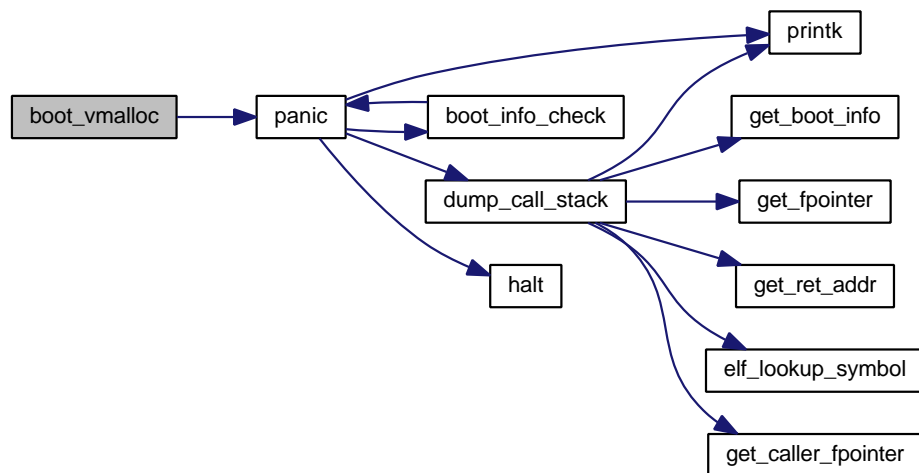 printk
boot_vmalloc
panic
boot_info_check
get_boot_info
dump_call_stack
get_fpointer
halt
get_ret_addr
elf_lookup_symbol
get_caller_fpointer